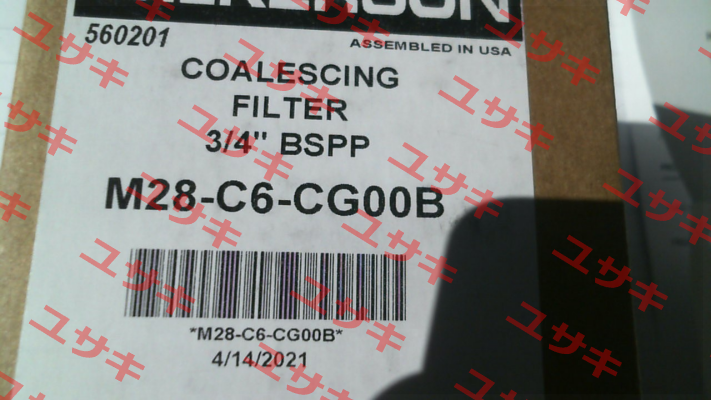 560201
ASSEMBLED IN USA
COALESCING
FILTER
3/4" BSPP
M28-C6-CG00B
*M28-C6-CG00B*
4/14/2021
ユサキ